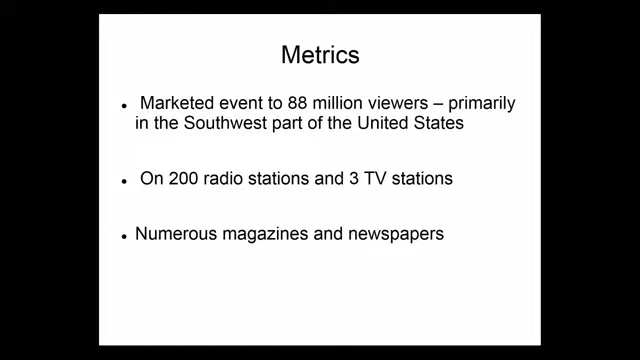 Metrics
• Marketed event to 88 million viewers – primarily
in the Southwest part of the United States
• On 200 radio stations and 3 TV stations
• Numerous magazines and newspapers